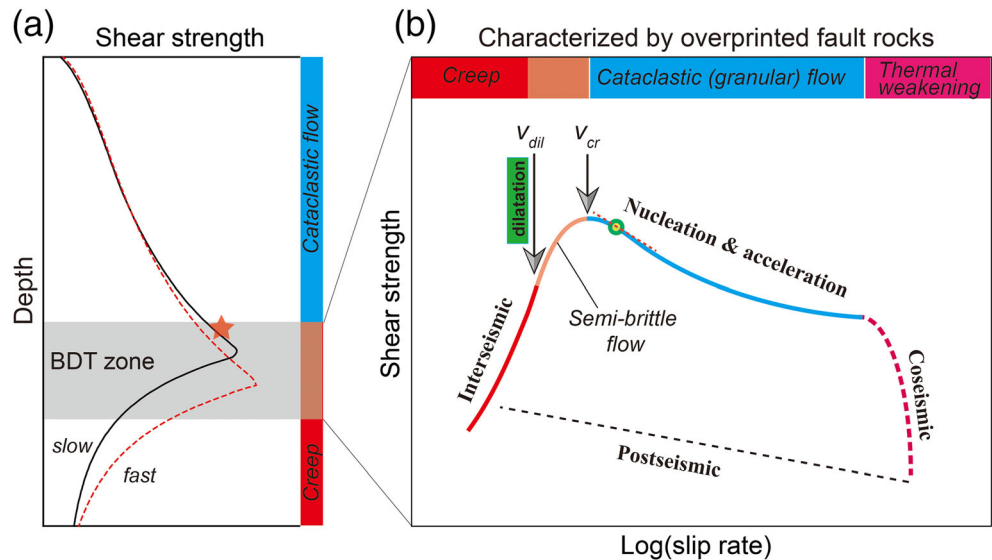 (a)
Shear strength
Depth
Cataclastic flow
BDT zone
slow
fast
Creep
(b)
Characterized by overprinted fault rocks
Creep
Cataclastic (granular) flow
Thermal
weakening
Shear strength
V dil
V cr
dilatation
Nucleation & acceleration
Semi-brittle
flow
Interseismic
Coseismic
Postseismic
Log(slip rate)